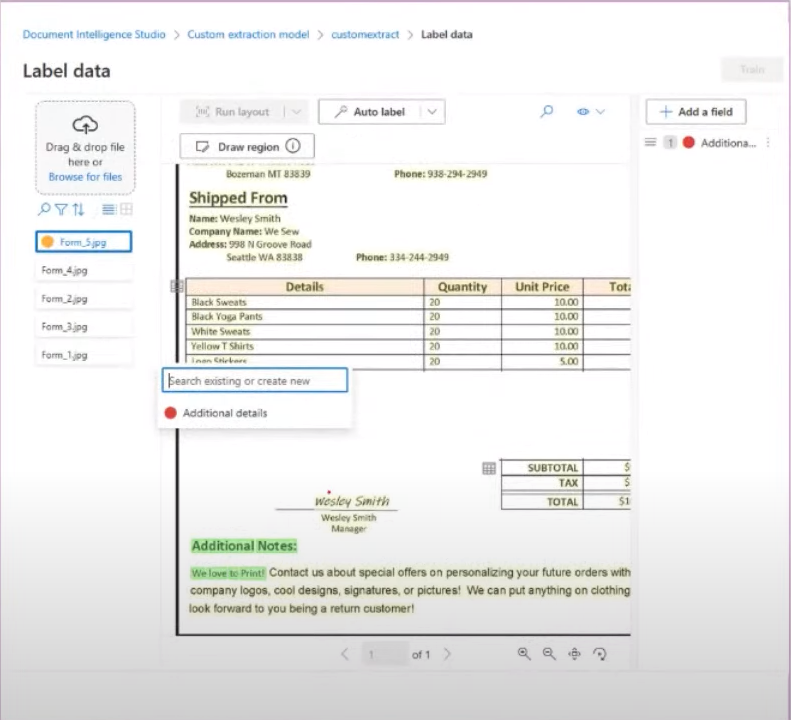 Document Intelligence Studio > Custom extraction model > customextract > Label data
Label data
Train
Drag & drop file
here or
Browse for files
Form_5.jpg
Form_4.jpg
Form_2.jpg
Form_3.jpg
Form_1.jpg
Run layout
Auto label
Draw region
Bozeman MT 83839 Phone: 938-294-2949
Shipped From
Name: Wesley Smith
Company Name: We Sew
Address: 998 N Groove Road
Seattle WA 83838 Phone: 334-244-2949
Details Quantity Unit Price Tota
Black Sweats 20 10.00
Black Yoga Pants 20 10.00
White Sweats 20 10.00
Yellow T Shirts 20 10.00
Stickers 20 5.00
Search existing or create new
Additional details
SUBTOTAL $
TAX $
TOTAL $1
Wesley Smith
Wesley Smith
Manager
Additional Notes:
We love to Print! Contact us about special offers on personalizing your future orders with
company logos, cool designs, signatures, or pictures! We can put anything on clothing
look forward to you being a return customer!
1 of 1
+ Add a field
1 Additiona...